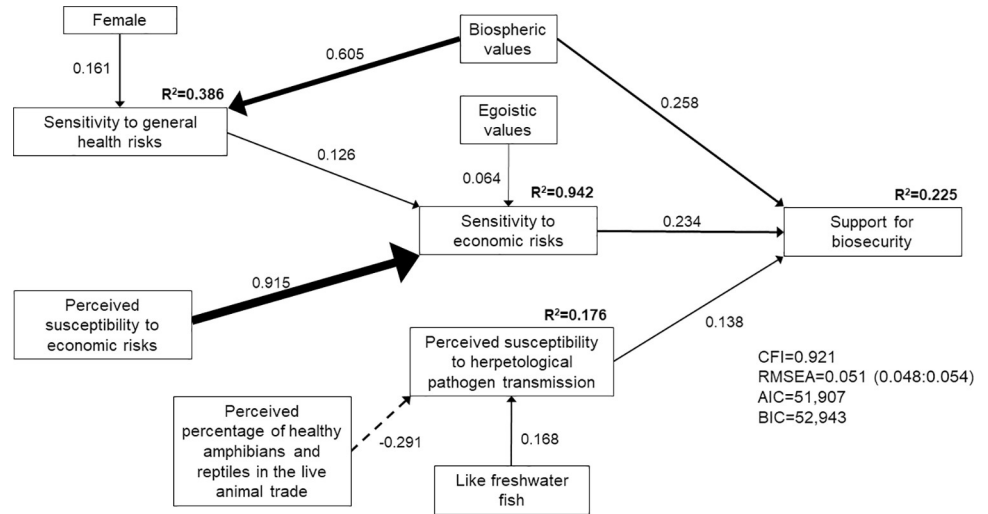 Female
Biospheric
values
0.605
0.161
R²=0.386
Sensitivity to general
health risks
Egoistic
values
0.258
0.126
0.064
R²=0.942
R²=0.225
Sensitivity to
economic risks
0.234
Support for
biosecurity
0.915
Perceived
susceptibility to
economic risks
R²=0.176
0.138
Perceived susceptibility
to herpetological
pathogen transmission
CFI=0.921
RMSEA=0.051 (0.048:0.054)
AIC=51,907
BIC=52,943
Perceived
percentage of healthy
amphibians and
reptiles in the live
animal trade
-0.291
0.168
Like freshwater
fish